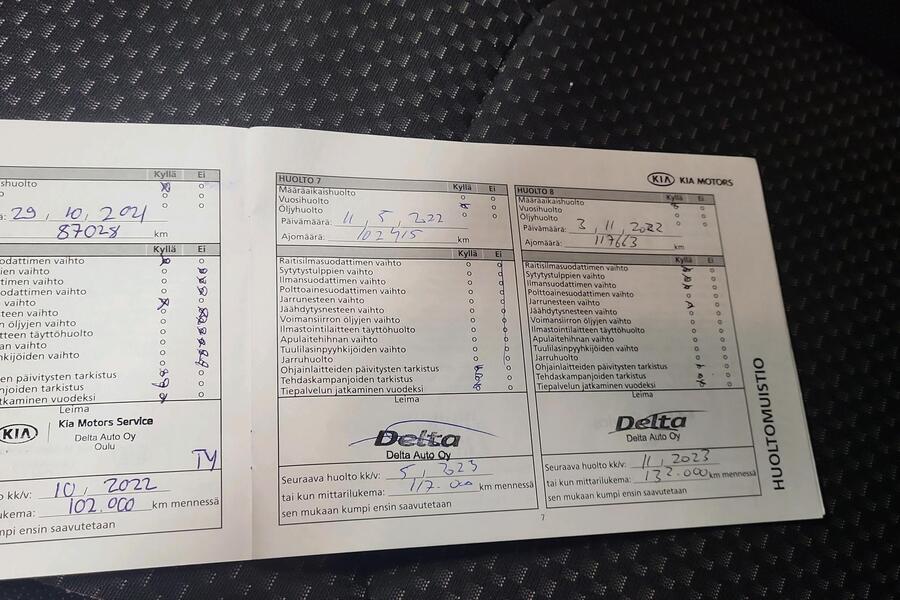 Kyllä Ei
shuolto
29, 10, 2021
87028 km
Kyllä Ei
odattimen vaihto
ien vaihto
timen vaihto
odattimen vaihto
vaihto
steen vaihto
n öljyjen vaihto
tteen täyttöhuolto
nan vaihto
hkijöiden vaihto
en päivitysten tarkistus
njoiden tarkistus
tkaminen vuodeksi
Leima
KIA Kia Motors Service
Delta Auto Oy
Oulu
TY
o kk/v: 10, 2022
ukema: 102.000 km mennessä
mpi ensin saavutetaan
HUOLTO 7 Kyllä Ei
Määräaikaishuolto
Vuosihuolto
Öljyhuolto
Päivämäärä: 11, 5, 2022
Ajomäärä: 102415 km
Kyllä Ei
Raitisilmasuodattimen vaihto
Sytytystulppien vaihto
Ilmansuodattimen vaihto
Polttoainesuodattimen vaihto
Jarrunesteen vaihto
Jäähdytysnesteen vaihto
Voimansiirron öljyjen vaihto
Ilmastointilaitteen täyttöhuolto
Apulaitehihnan vaihto
Tuulilasinpyyhkijöiden vaihto
Jarruhuolto
Ohjainlaitteiden päivitysten tarkistus
Tehdaskampanjoiden tarkistus
Tiepalvelun jatkaminen vuodeksi
Leima
Delta
Delta Auto Oy
Seuraava huolto kk/v: 5, 2023
tai kun mittarilukema: 117.000 km mennessä
sen mukaan kumpi ensin saavutetaan
7
KIA KIA MOTORS
HUOLTO 8 Kyllä Ei
Määräaikaishuolto
Vuosihuolto
Öljyhuolto
Päivämäärä: 3, 11, 2022
Ajomäärä: 117663 km
Kyllä Ei
Raitisilmasuodattimen vaihto
Sytytystulppien vaihto
Ilmansuodattimen vaihto
Polttoainesuodattimen vaihto
Jarrunesteen vaihto
Jäähdytysnesteen vaihto
Voimansiirron öljyjen vaihto
Ilmastointilaitteen täyttöhuolto
Apulaitehihnan vaihto
Tuulilasinpyyhkijöiden vaihto
Jarruhuolto
Ohjainlaitteiden päivitysten tarkistus
Tehdaskampanjoiden tarkistus
Tiepalvelun jatkaminen vuodeksi
Leima
Delta
Delta Auto Oy
Seuraava huolto kk/v: 11, 2023
tai kun mittarilukema: 132.000 km mennessä
sen mukaan kumpi ensin saavutetaan
HUOLTOMUISTIO